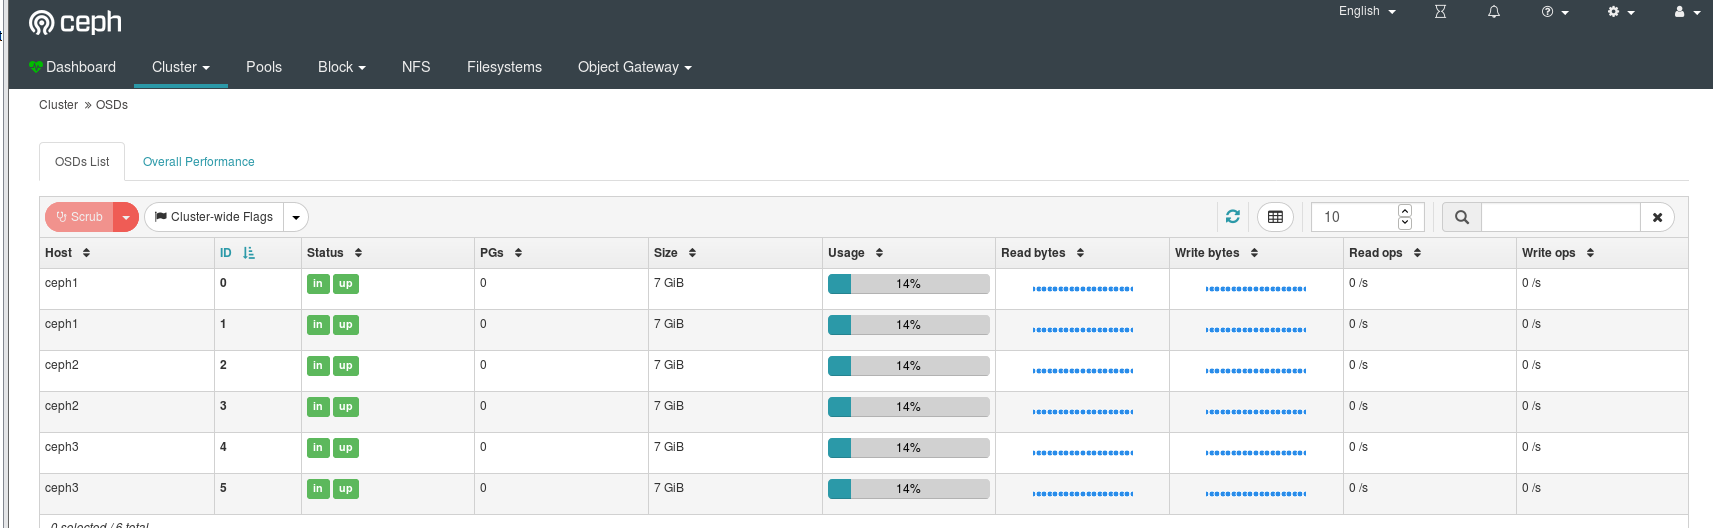 English
ceph
Dashboard Cluster Pools Block NFS Filesystems Object Gateway
Cluster » OSDs
OSDs List Overall Performance
Scrub Cluster-wide Flags 10
Host ID Status PGs Size Usage Read bytes Write bytes Read ops Write ops
ceph1 0 in up 0 7 GiB 14% 0 /s 0 /s
ceph1 1 in up 0 7 GiB 14% 0 /s 0 /s
ceph2 2 in up 0 7 GiB 14% 0 /s 0 /s
ceph2 3 in up 0 7 GiB 14% 0 /s 0 /s
ceph3 4 in up 0 7 GiB 14% 0 /s 0 /s
ceph3 5 in up 0 7 GiB 14% 0 /s 0 /s
0 selected / 6 total